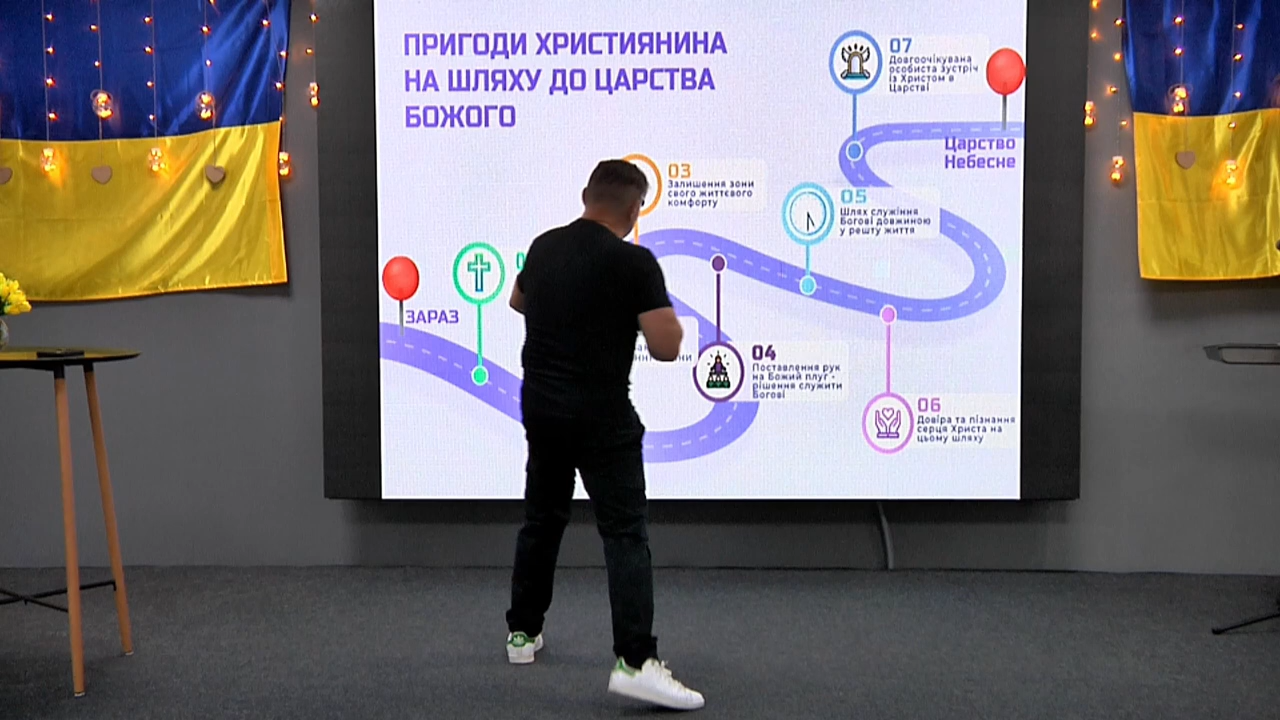 ПРИГОДИ ХРИСТИЯНИНА
НА ШЛЯХУ ДО ЦАРСТВА
БОЖОГО
ЗАРАЗ
03
Залишення зони
свого життєвого
комфорту
04
Поставлення рук
на Божий плуг -
рішення служити
Богові
05
Шлях служіння
Богові довжиною
у решту життя
06
Довіра та пізнання
серця Христа на
цьому шляху
07
Довгоочікувана
особиста зустріч
із Христом в
Царстві
Царство
Небесне